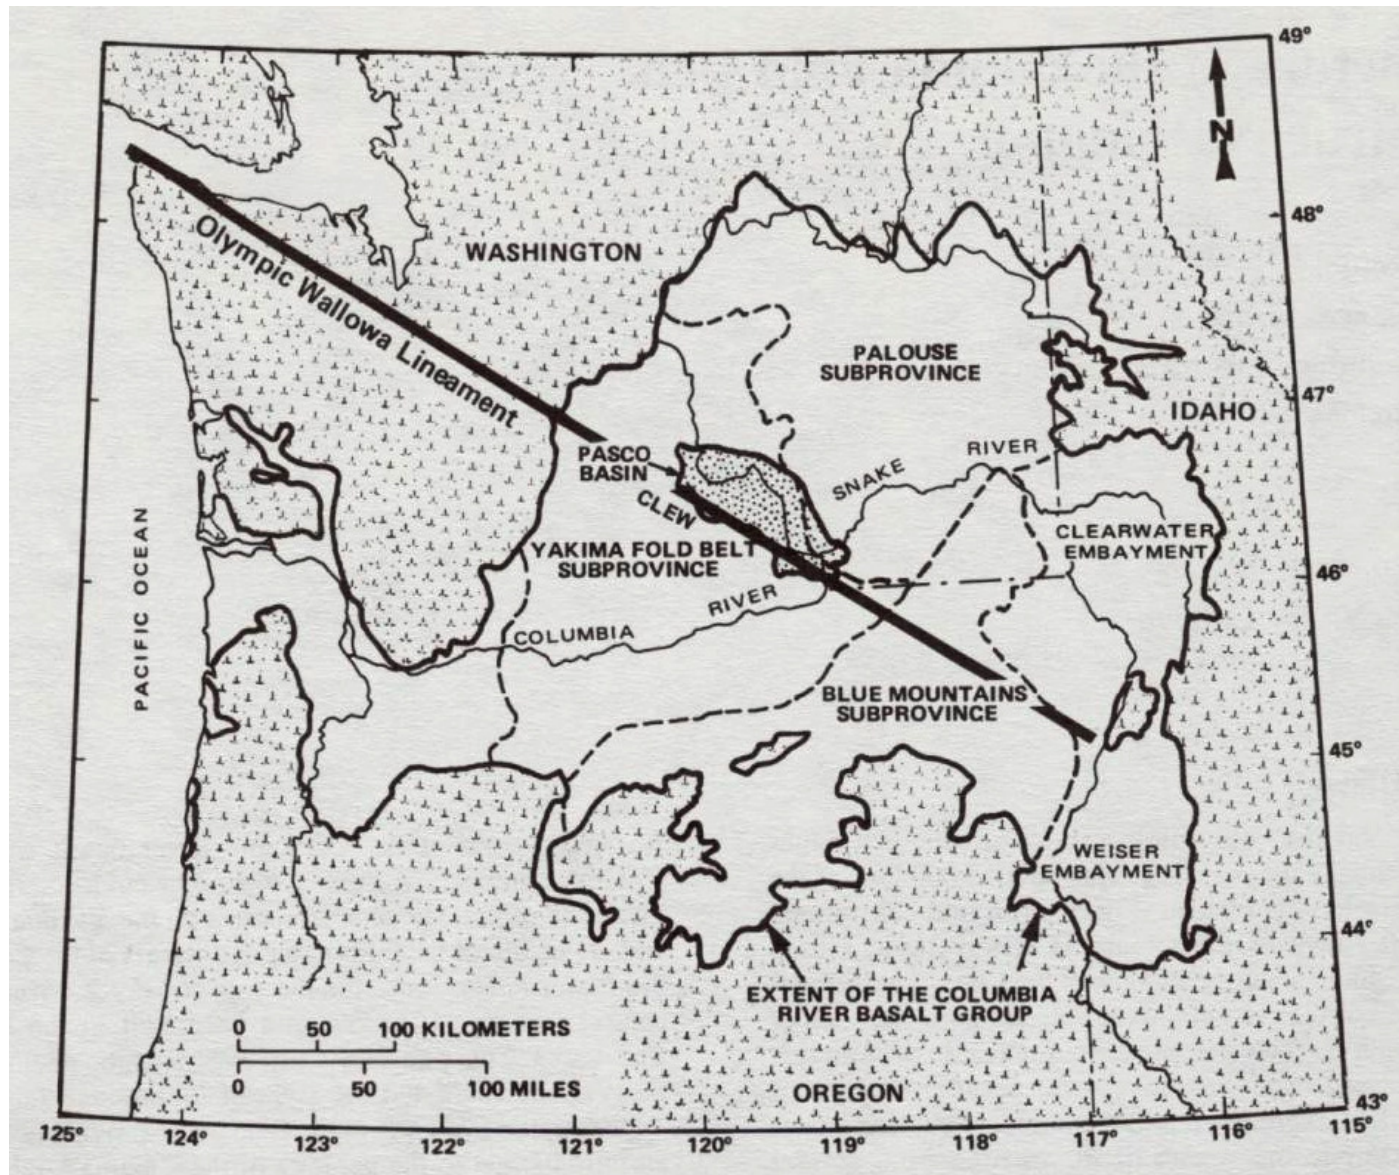 49°
N
48°
WASHINGTON
Olympic Wallowa Lineament
PALOUSE
SUBPROVINCE
47°
IDAHO
PASCO
BASIN
SNAKE RIVER
CLEW
CLEARWATER
EMBAYMENT
YAKIMA FOLD BELT
SUBPROVINCE
46°
PACIFIC OCEAN
COLUMBIA RIVER
BLUE MOUNTAINS
SUBPROVINCE
45°
WEISER
EMBAYMENT
44°
EXTENT OF THE COLUMBIA
RIVER BASALT GROUP
0 50 100 KILOMETERS
0 50 100 MILES
OREGON
43°
125° 124° 123° 122° 121° 120° 119° 118° 117° 116° 115°